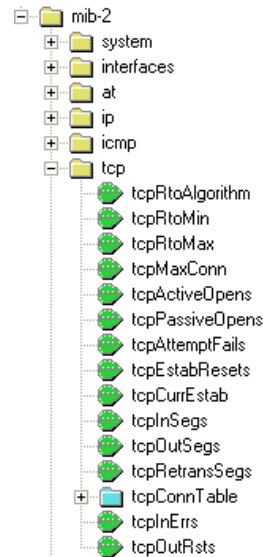 mib-2
system
interfaces
at
ip
icmp
tcp
tcpRtoAlgorithm
tcpRtoMin
tcpRtoMax
tcpMaxConn
tcpActiveOpens
tcpPassiveOpens
tcpAttemptFails
tcpEstabResets
tcpCurrEstab
tcpInSegs
tcpOutSegs
tcpRetransSegs
tcpConnTable
tcpInErrs
tcpOutRsts